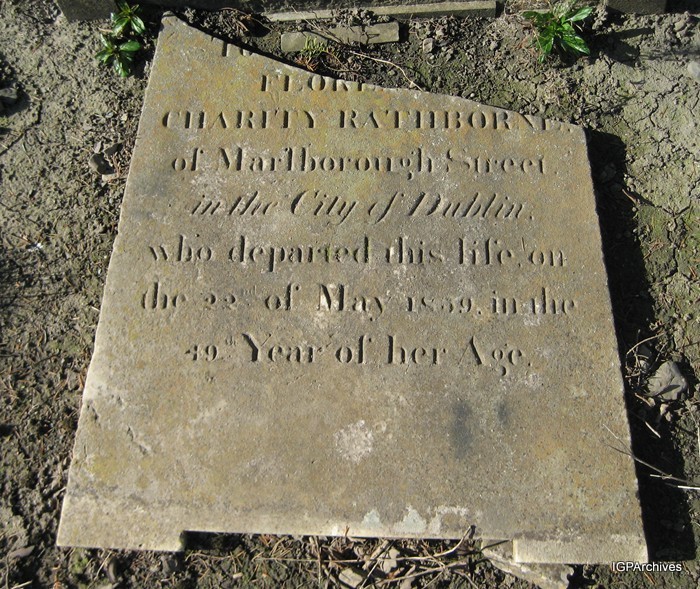 FLORE
CHARITY RATHBORNE
of Marlborough Street,
in the City of Dublin,
who departed this life, on
the 22nd of May 1859, in the
49th Year of her Age.
IGPArchives